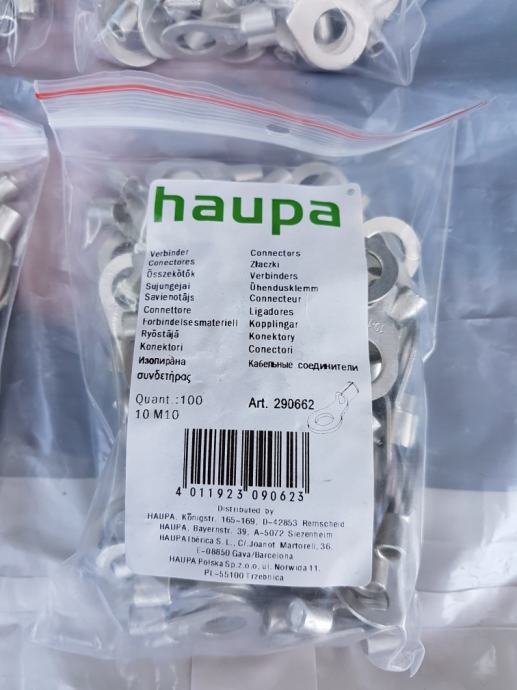 haupa
Verbinder
Conectores
Összekötők
Sujungejai
Savienotājs
Connettore
Forbindelsesmateriell
Ryöstäjä
Konektori
Изолирана
συνδετήρας
Connectors
Złaczki
Verbinders
Ühendusklemm
Connecteur
Ligadores
Kopplingar
Konektory
Conectori
Кабельные соединители
Quant.:100
10 M10
Art. 290662
4 011923 090623
Distributed by
HAUPA, Königstr. 165-169, D-42853 Remscheid
HAUPA, Bayernstr. 39, A-5072 Siezenheim
HAUPA Ibérica S. L., C/. Joanot Martorell, 36.
E-08850 Gava/Barcelona
HAUPA Polska Sp.z.o.o. ul. Norwida 11.
PL-55100 Trzebnica